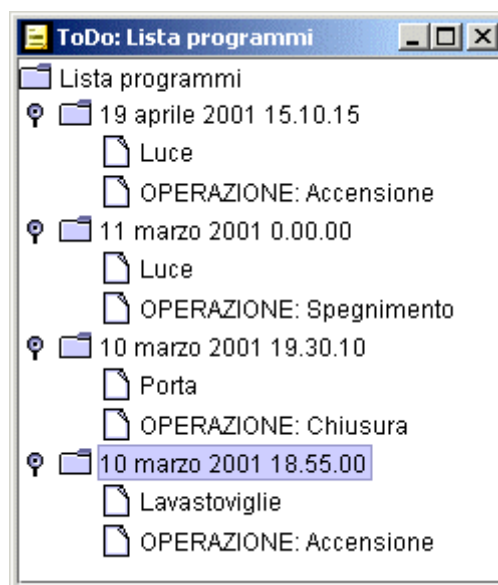 ToDo: Lista programmi
Lista programmi
19 aprile 2001 15.10.15
Luce
OPERAZIONE: Accensione
11 marzo 2001 0.00.00
Luce
OPERAZIONE: Spegnimento
10 marzo 2001 19.30.10
Porta
OPERAZIONE: Chiusura
10 marzo 2001 18.55.00
Lavastoviglie
OPERAZIONE: Accensione